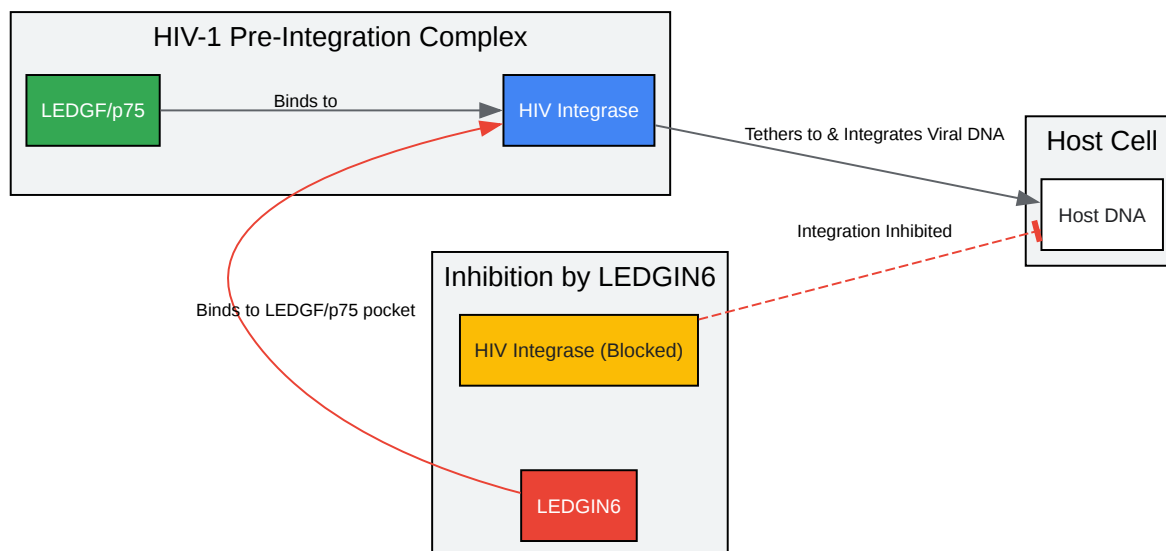 HIV-1 Pre-Integration Complex
LEDGF/p75
Binds to
HIV Integrase
Tethers to & Integrates Viral DNA
Host Cell
Host DNA
Integration Inhibited
Inhibition by LEDGIN6
Binds to LEDGF/p75 pocket
HIV Integrase (Blocked)
LEDGIN6